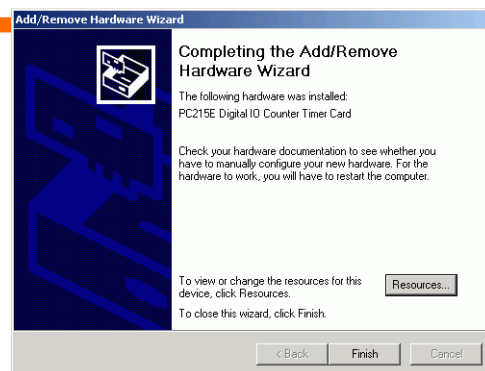 Add/Remove Hardware Wizard
Completing the Add/Remove
Hardware Wizard
The following hardware was installed:
PC215E Digital IO Counter Timer Card
Check your hardware documentation to see whether you
have to manually configure your new hardware. For the
hardware to work, you will have to restart the computer.
To view or change the resources for this
device, click Resources.
Resources...
To close this wizard, click Finish.
< Back
Finish
Cancel